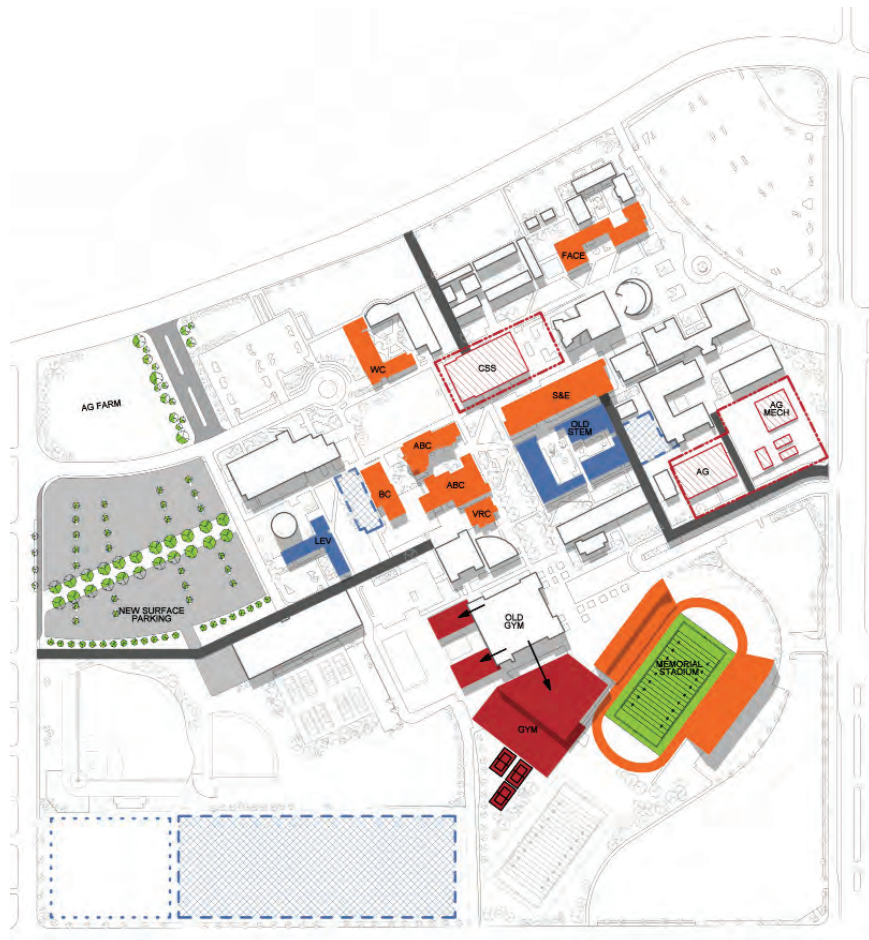 FACE
WC
CSS
AG FARM
S&E
AG
MECH
OLD
STEM
ABC
AG
ABC
BC
VRC
LEV
NEW SURFACE
PARKING
OLD
GYM
MEMORIAL
STADIUM
GYM